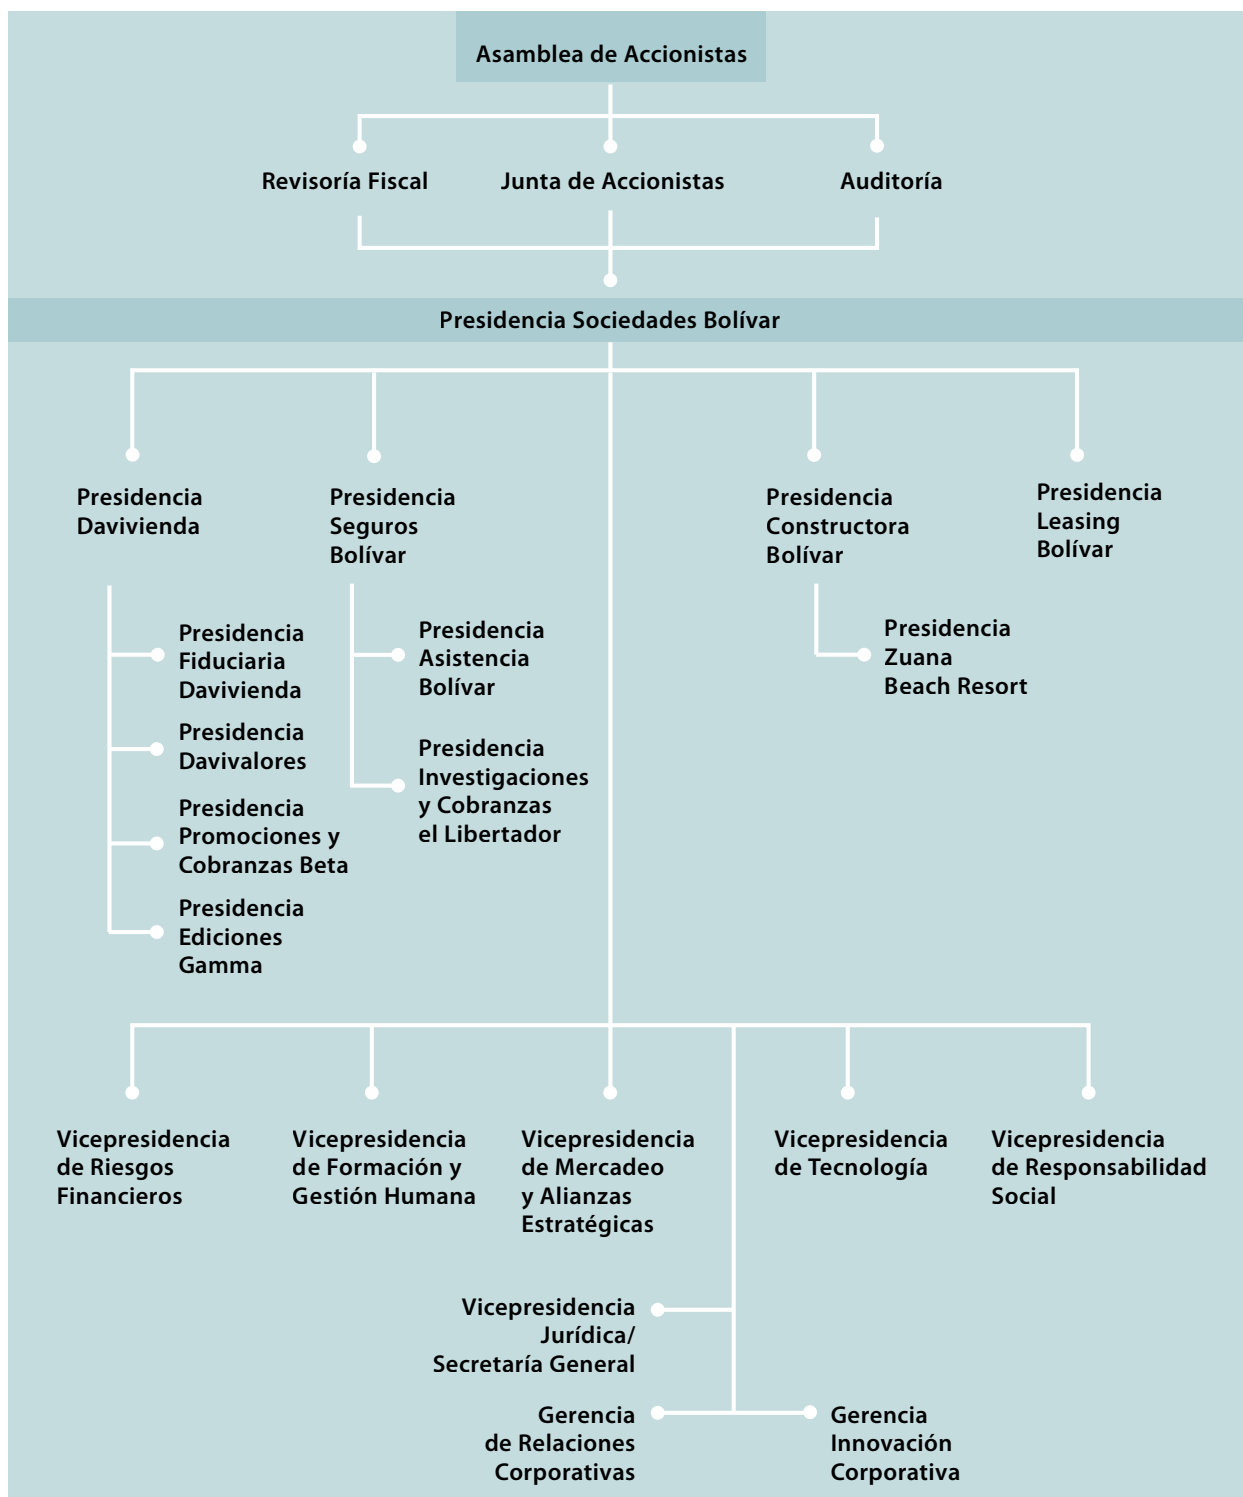 Asamblea de Accionistas
Revisoría Fiscal
Junta de Accionistas
Auditoría
Presidencia Sociedades Bolívar
Presidencia
Davivienda
Presidencia
Fiduciaria
Davivienda
Presidencia
Davivalores
Presidencia
Promociones y
Cobranzas Beta
Presidencia
Ediciones
Gamma
Presidencia
Seguros
Bolívar
Presidencia
Asistencia
Bolívar
Presidencia
Investigaciones
y Cobranzas
el Libertador
Presidencia
Constructora
Bolívar
Presidencia
Zuana
Beach Resort
Presidencia
Leasing
Bolívar
Vicepresidencia
de Riesgos
Financieros
Vicepresidencia
de Formación y
Gestión Humana
Vicepresidencia
de Mercadeo
y Alianzas
Estratégicas
Vicepresidencia
de Tecnología
Vicepresidencia
de Responsabilidad
Social
Vicepresidencia
Jurídica/
Secretaría General
Gerencia
de Relaciones
Corporativas
Gerencia
Innovación
Corporativa